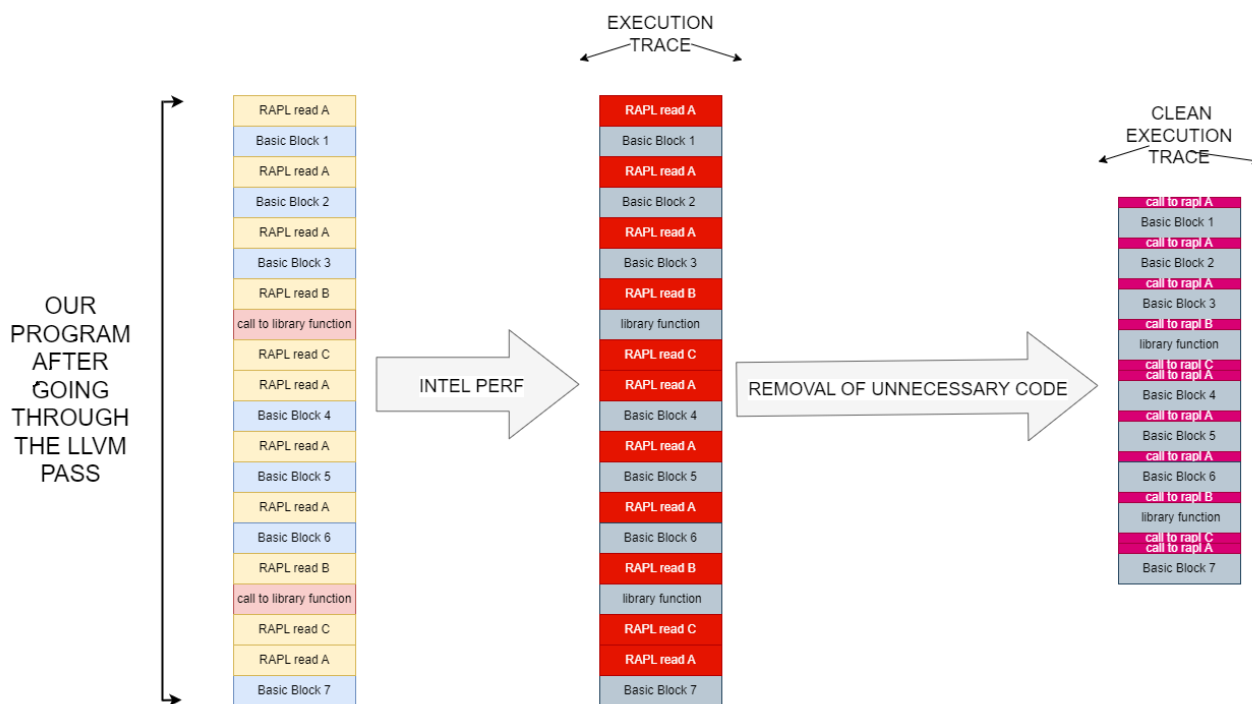 OUR
PROGRAM
AFTER
GOING
THROUGH
THE LLVM
PASS
RAPL read A
Basic Block 1
RAPL read A
Basic Block 2
RAPL read A
Basic Block 3
RAPL read B
call to library function
RAPL read C
RAPL read A
Basic Block 4
RAPL read A
Basic Block 5
RAPL read A
Basic Block 6
RAPL read B
call to library function
RAPL read C
RAPL read A
Basic Block 7
INTEL PERF
EXECUTION
TRACE
RAPL read A
Basic Block 1
RAPL read A
Basic Block 2
RAPL read A
Basic Block 3
RAPL read B
library function
RAPL read C
RAPL read A
Basic Block 4
RAPL read A
Basic Block 5
RAPL read A
Basic Block 6
RAPL read B
library function
RAPL read C
RAPL read A
Basic Block 7
REMOVAL OF UNNECESSARY CODE
CLEAN
EXECUTION
TRACE
call to rapl A
Basic Block 1
call to rapl A
Basic Block 2
call to rapl A
Basic Block 3
call to rapl B
library function
call to rapl C
call to rapl A
Basic Block 4
call to rapl A
Basic Block 5
call to rapl A
Basic Block 6
call to rapl B
library function
call to rapl C
call to rapl A
Basic Block 7